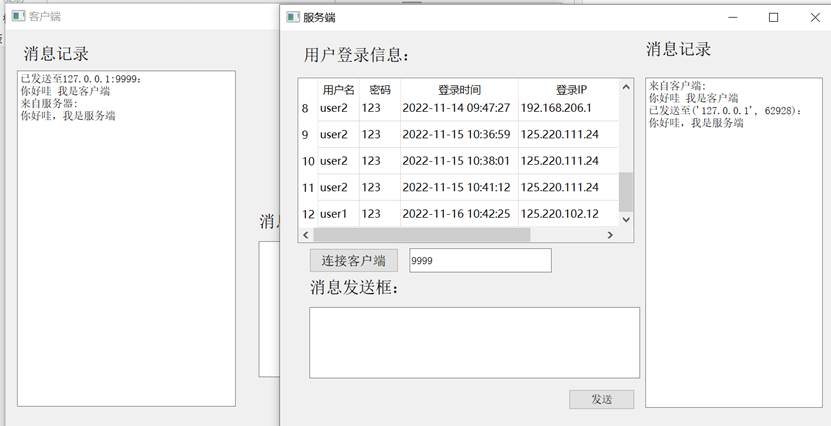 客户端
消息记录
已发送至127.0.0.1:9999：
你好哇 我是客户端
来自服务器：
你好哇，我是服务端
服务端
用户登录信息：
用户名 密码 登录时间 登录IP
8 user2 123 2022-11-14 09:47:27 192.168.206.1
9 user2 123 2022-11-15 10:36:59 125.220.111.24
10 user2 123 2022-11-15 10:38:01 125.220.111.24
11 user2 123 2022-11-15 10:41:12 125.220.111.24
12 user1 123 2022-11-16 10:42:25 125.220.102.12
连接客户端 9999
消息发送框：
发送
消息记录
来自客户端：
你好哇 我是客户端
已发送至('127.0.0.1', 62928)：
你好哇，我是服务端